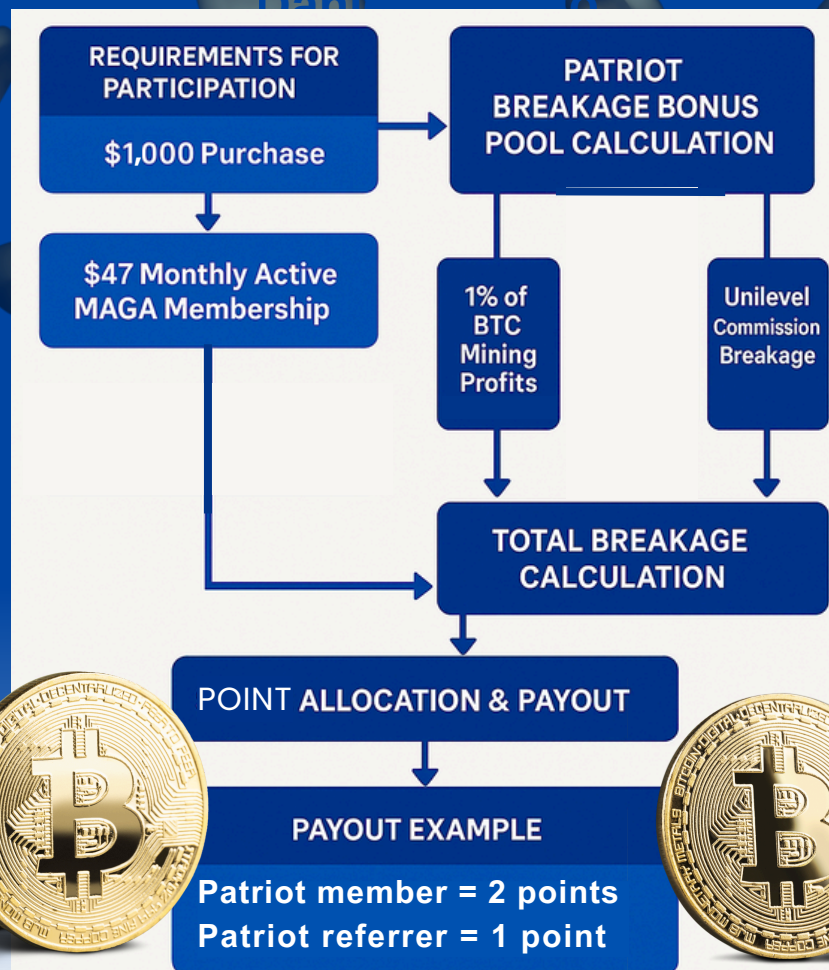 REQUIREMENTS FOR
PARTICIPATION
$1,000 Purchase
$47 Monthly Active
MAGA Membership
PATRIOT
BREAKAGE BONUS
POOL CALCULATION
1% of
BTC
Mining
Profits
Unilevel
Commission
Breakage
TOTAL BREAKAGE
CALCULATION
POINT ALLOCATION & PAYOUT
PAYOUT EXAMPLE
Patriot member = 2 points
Patriot referrer = 1 point